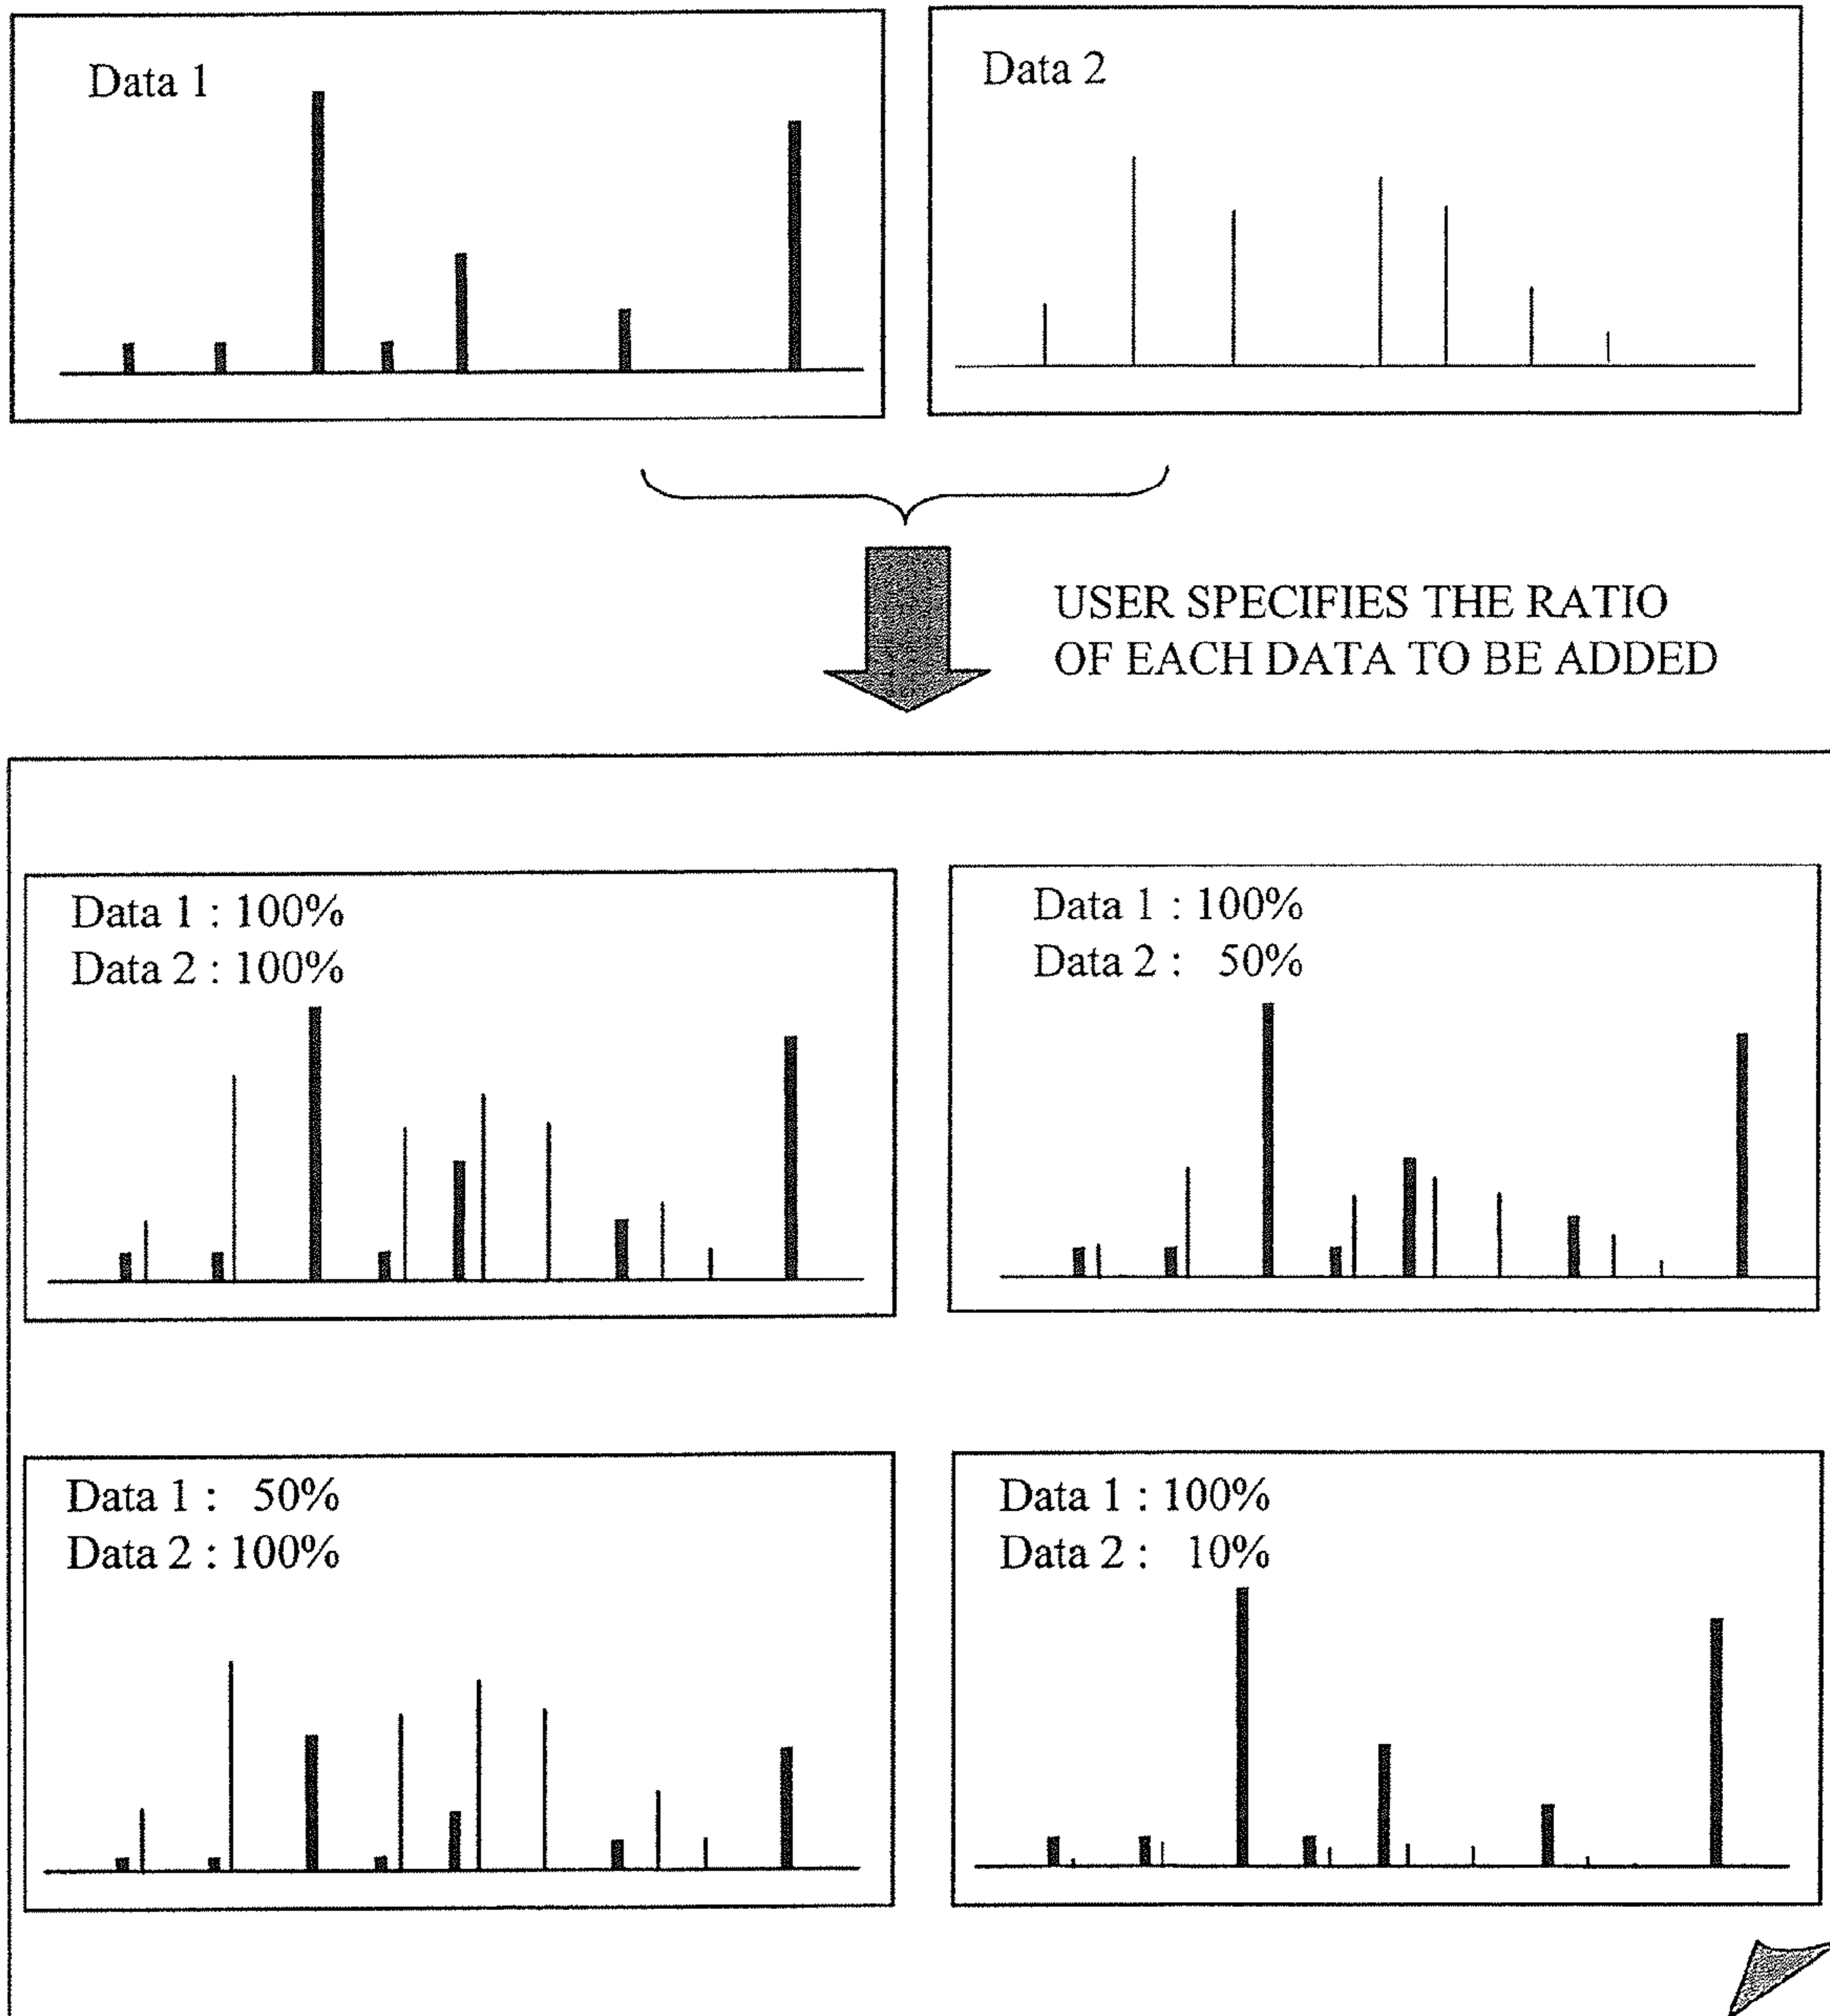 Data 1
Data 2
USER SPECIFIES THE RATIO
OF EACH DATA TO BE ADDED
Data 1 : 100%
Data 2 : 100%
Data 1 : 100%
Data 2 : 50%
Data 1 : 50%
Data 2 : 100%
Data 1 : 100%
Data 2 : 10%